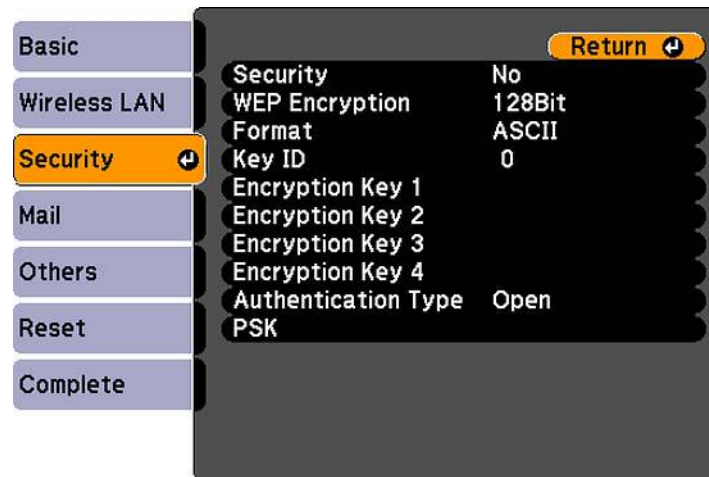 Basic
Wireless LAN
Security
Mail
Others
Reset
Complete
Return
Security No
WEP Encryption 128Bit
Format ASCII
Key ID 0
Encryption Key 1
Encryption Key 2
Encryption Key 3
Encryption Key 4
Authentication Type Open
PSK